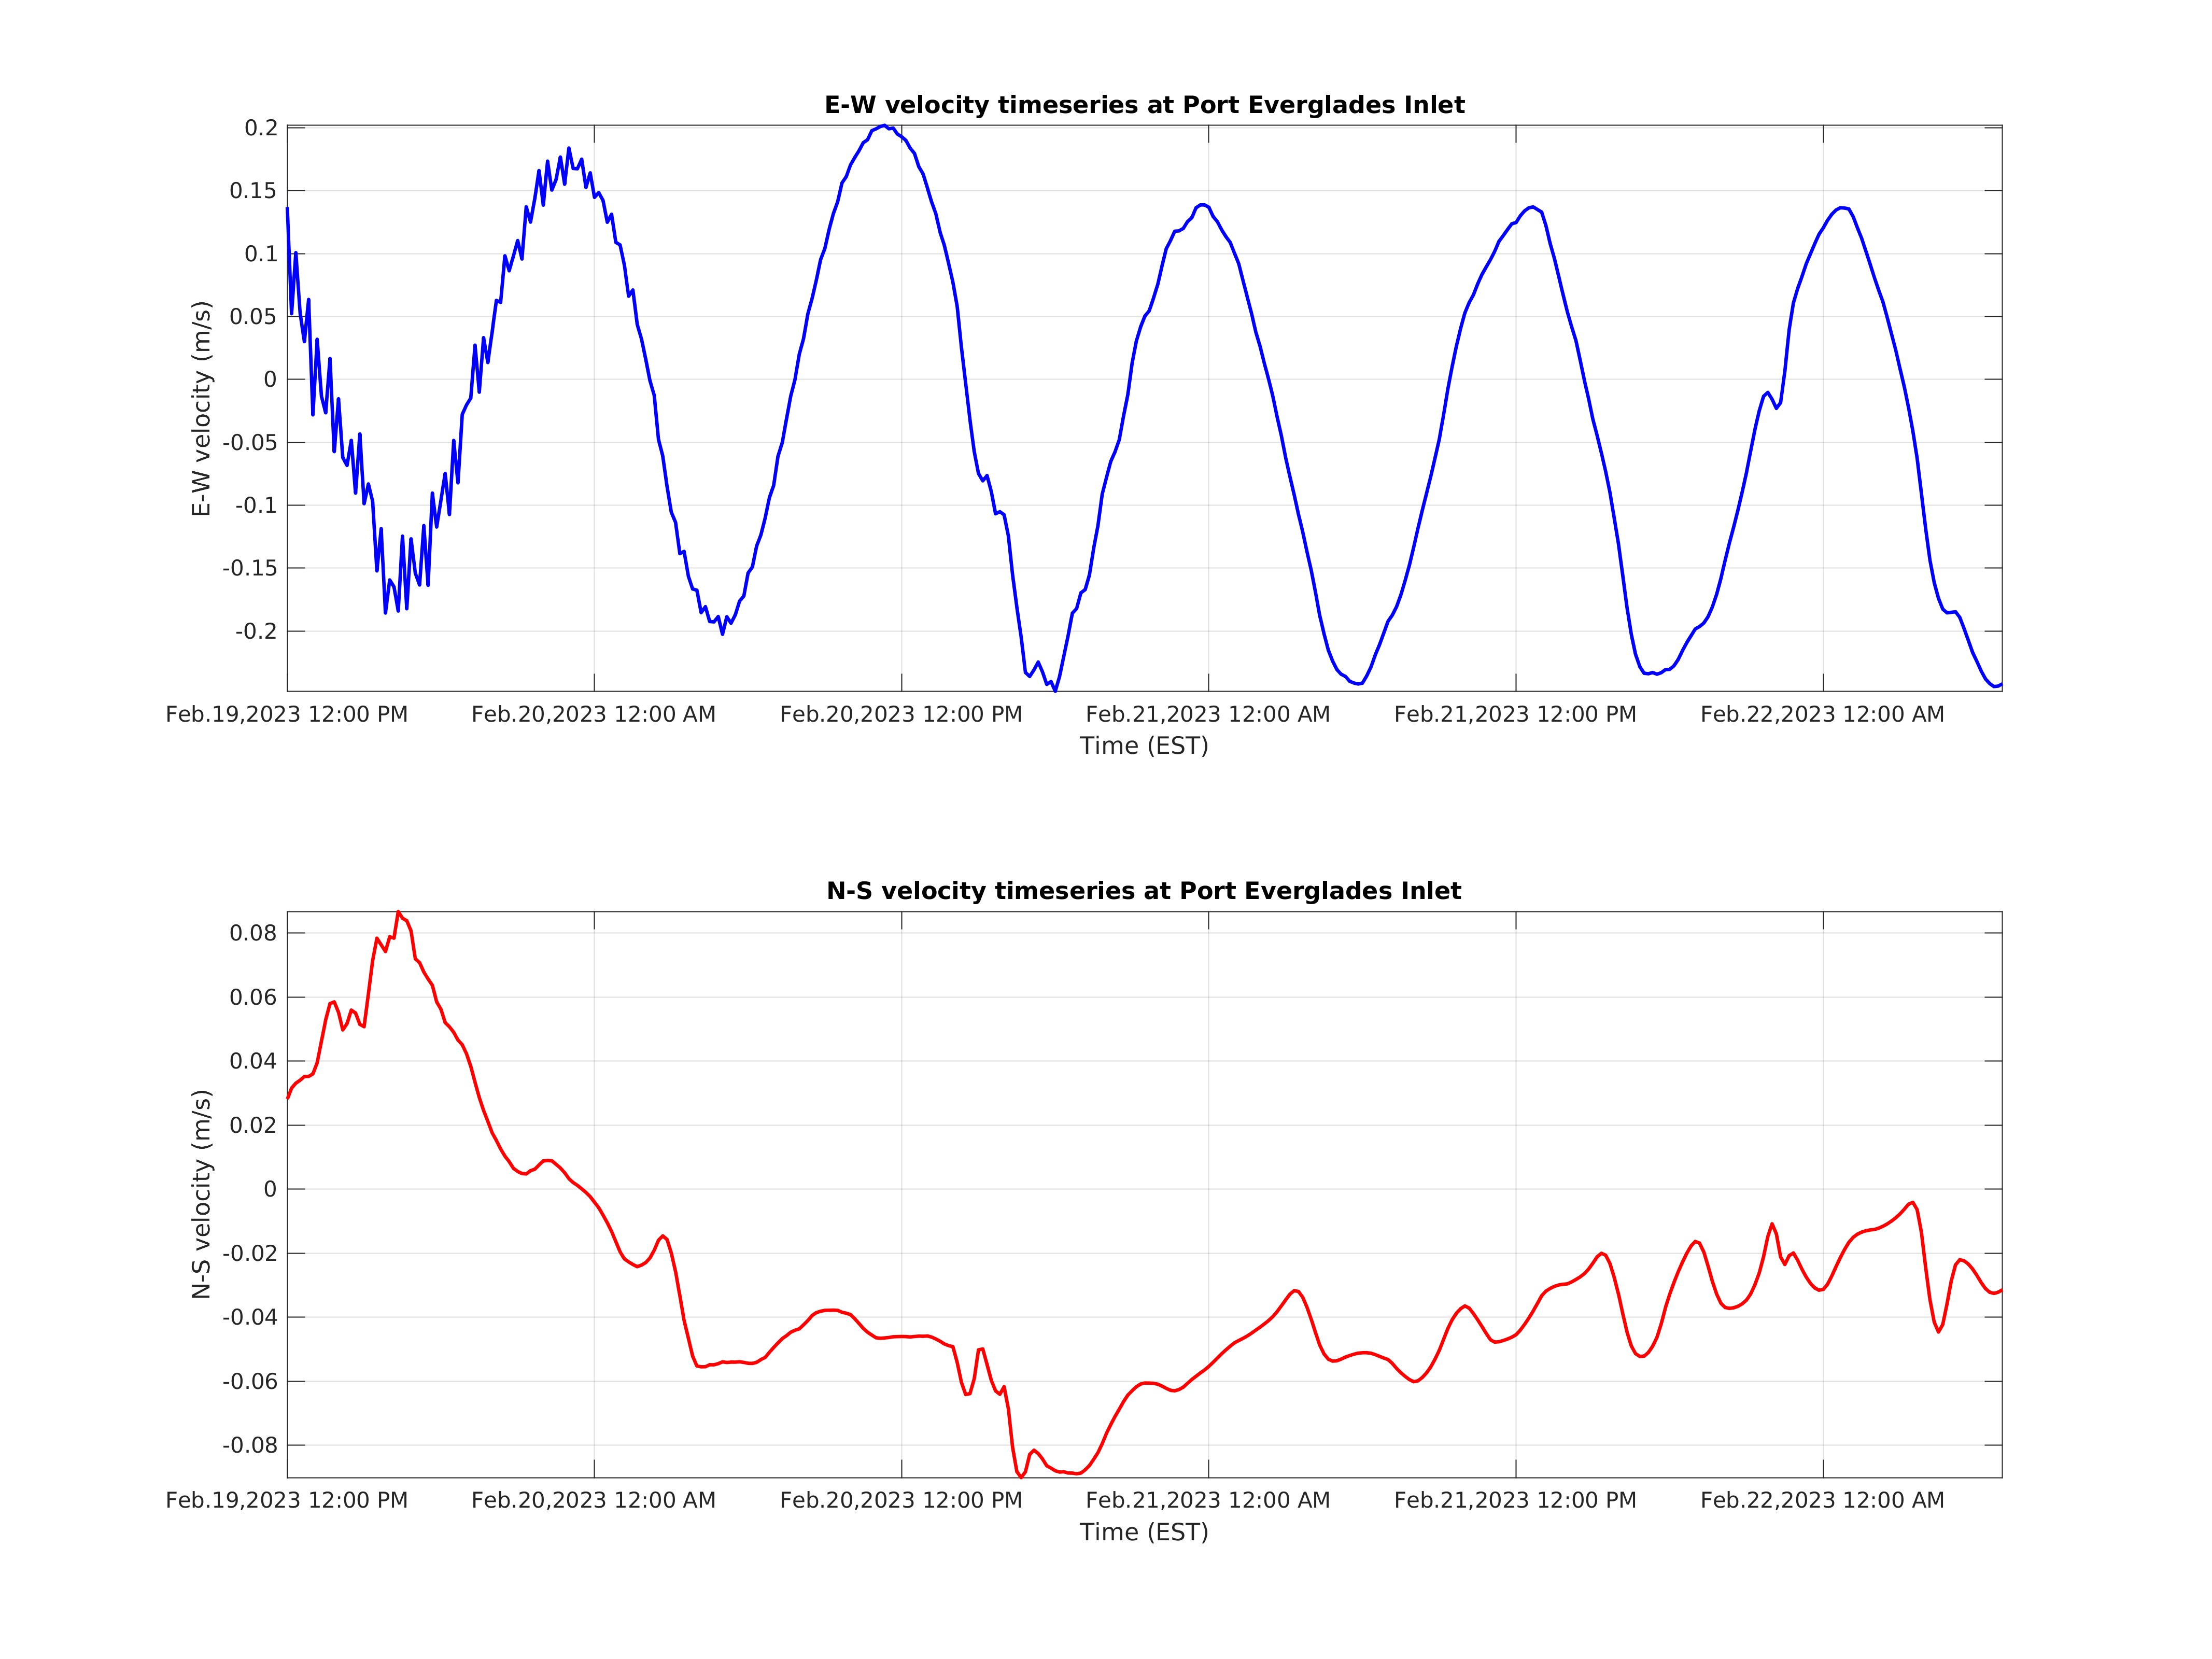 E-W velocity timeseries at Port Everglades Inlet
0.2
0.15
0.1
0.05
0
-0.05
-0.1
-0.15
-0.2
E-W velocity (m/s)
Feb.19,2023 12:00 PM Feb.20,2023 12:00 AM Feb.20,2023 12:00 PM Feb.21,2023 12:00 AM Feb.21,2023 12:00 PM Feb.22,2023 12:00 AM
Time (EST)
N-S velocity timeseries at Port Everglades Inlet
0.08
0.06
0.04
0.02
0
-0.02
-0.04
-0.06
-0.08
N-S velocity (m/s)
Feb.19,2023 12:00 PM Feb.20,2023 12:00 AM Feb.20,2023 12:00 PM Feb.21,2023 12:00 AM Feb.21,2023 12:00 PM Feb.22,2023 12:00 AM
Time (EST)